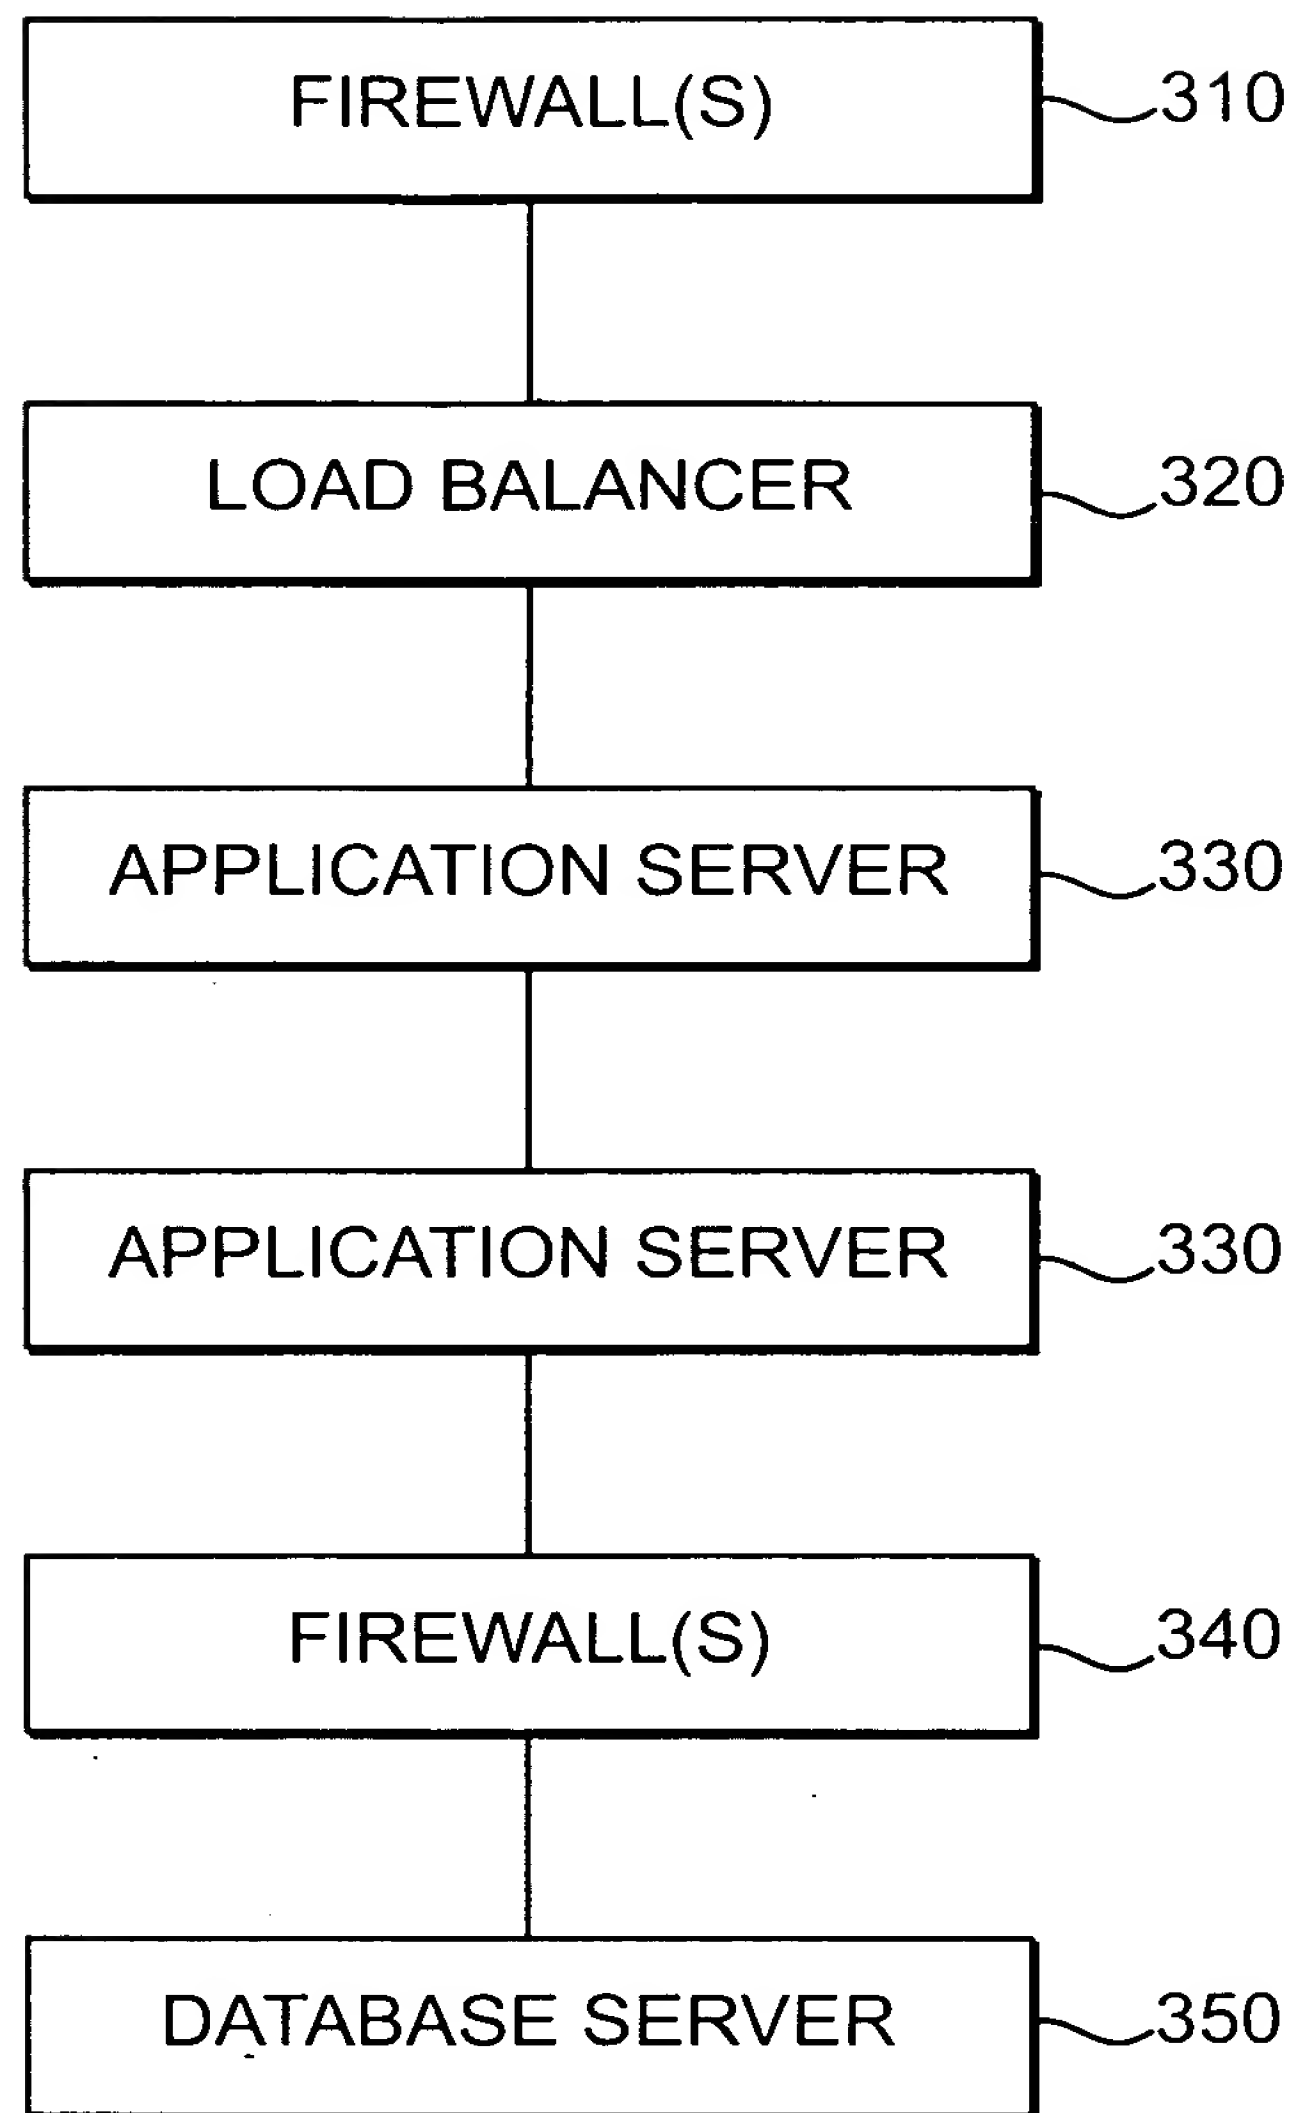 FIREWALL(S) 310
LOAD BALANCER 320
APPLICATION SERVER 330
APPLICATION SERVER 330
FIREWALL(S) 340
DATABASE SERVER 350